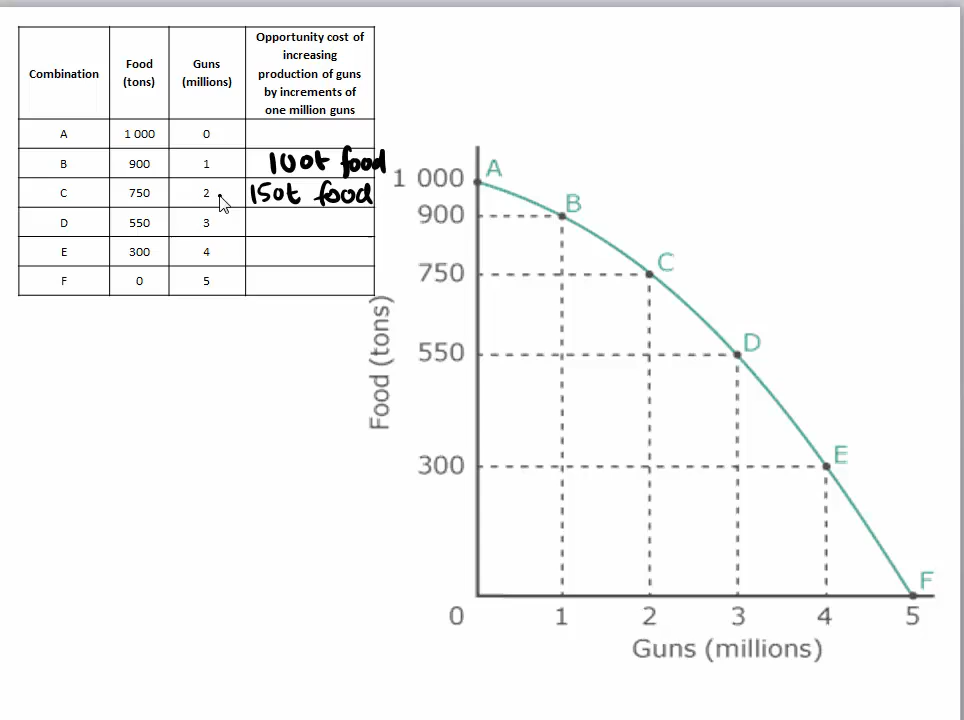 Combination Food (tons) Guns (millions) Opportunity cost of increasing production of guns by increments of one million guns
A 1 000 0
B 900 1 100t food
C 750 2 150t food
D 550 3
E 300 4
F 0 5
Food (tons)
1 000 A
900 B
750 C
550 D
300 E
F
0 1 2 3 4 5
Guns (millions)